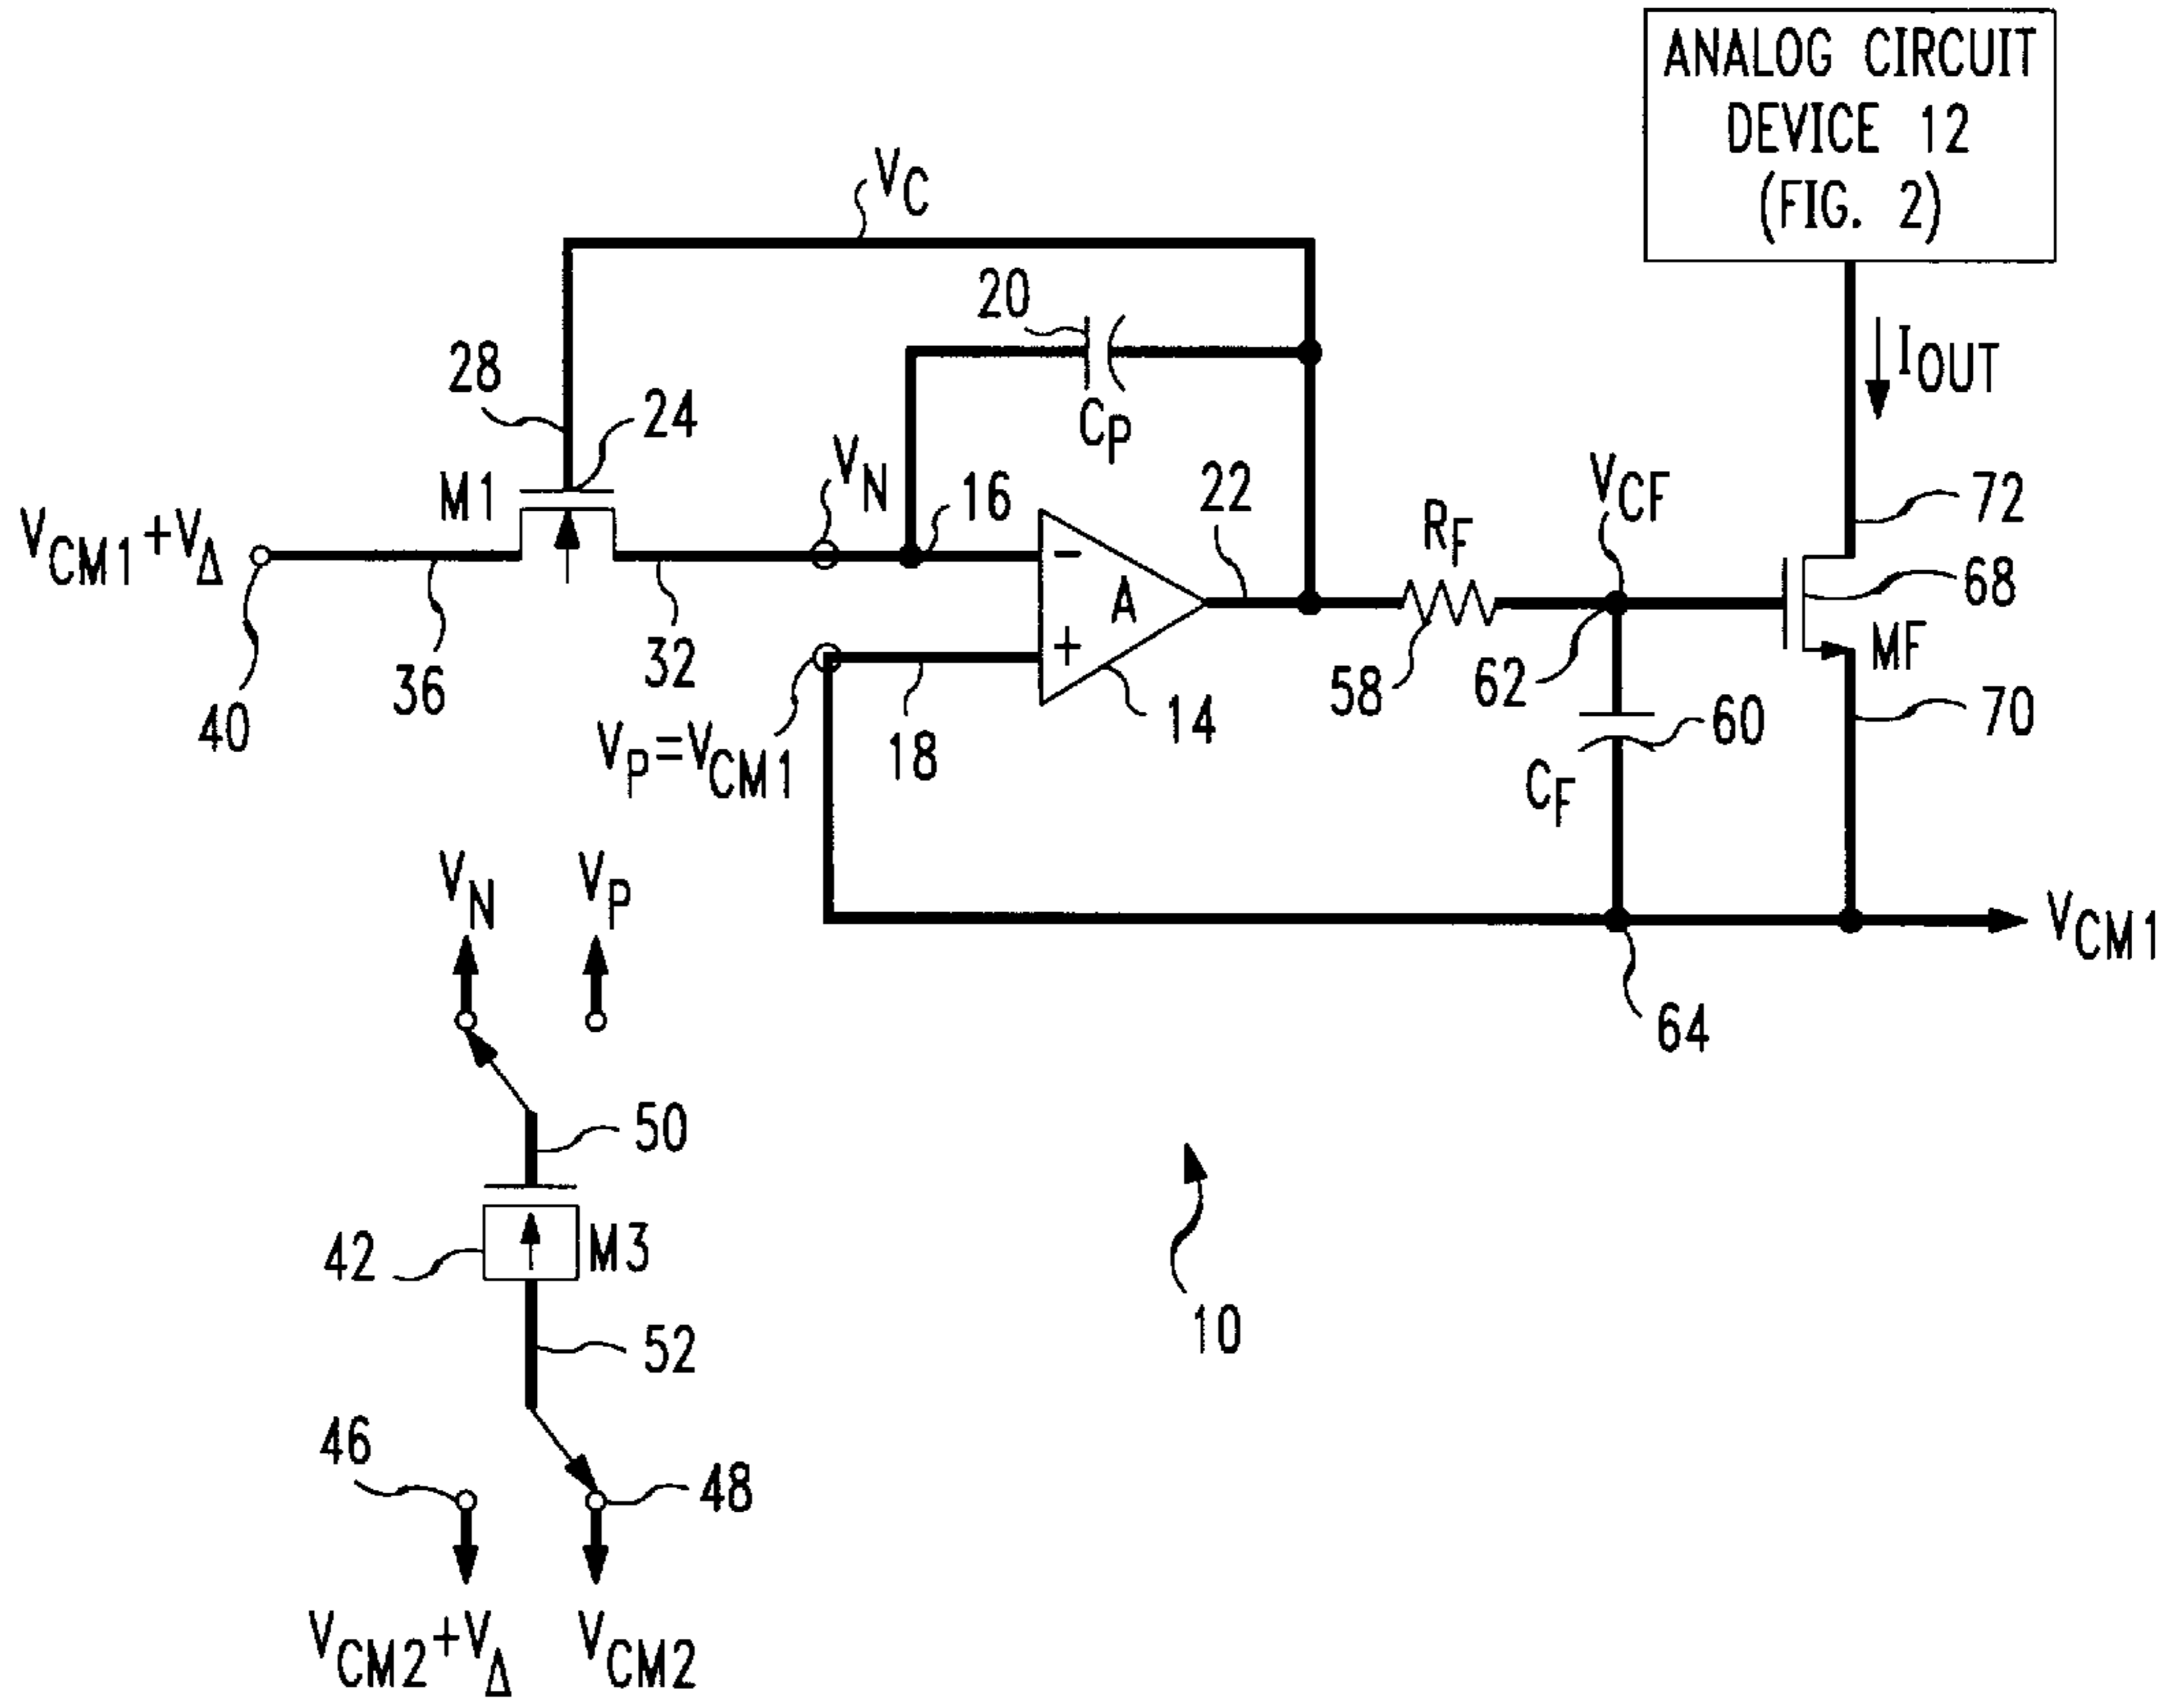 ANALOG CIRCUIT
DEVICE 12
(FIG. 2)
VC
20
28
24
CP
IOUT
M1
VN
16
22
RF
VCF
72
VCM1+VΔ
A
68
MF
36
32
58
62
40
VP=VCM1
18
14
60
70
CF
VN
VP
VCM1
64
50
42
M3
10
52
46
48
VCM2+VΔ
VCM2
−
+